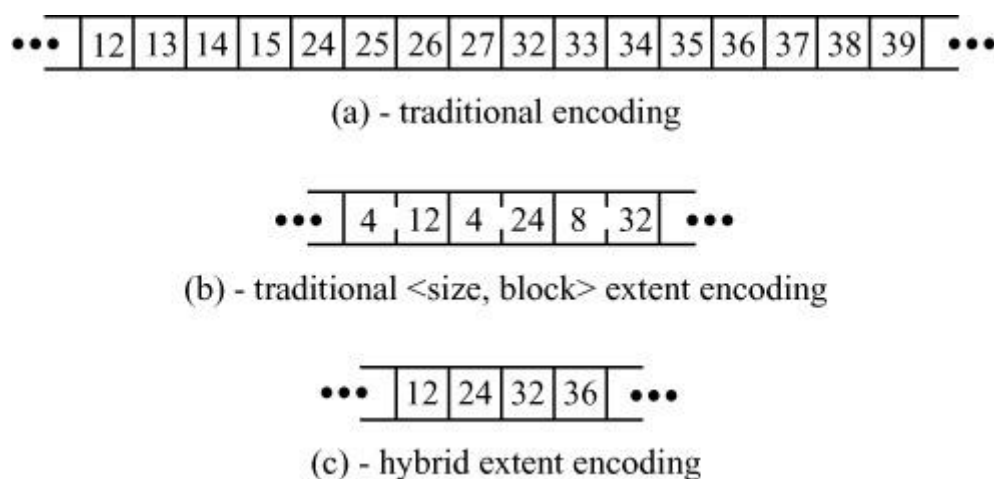 ••• 12 13 14 15 24 25 26 27 32 33 34 35 36 37 38 39 •••
(a) - traditional encoding
••• 4 12 4 24 8 32 •••
(b) - traditional <size, block> extent encoding
••• 12 24 32 36 •••
(c) - hybrid extent encoding